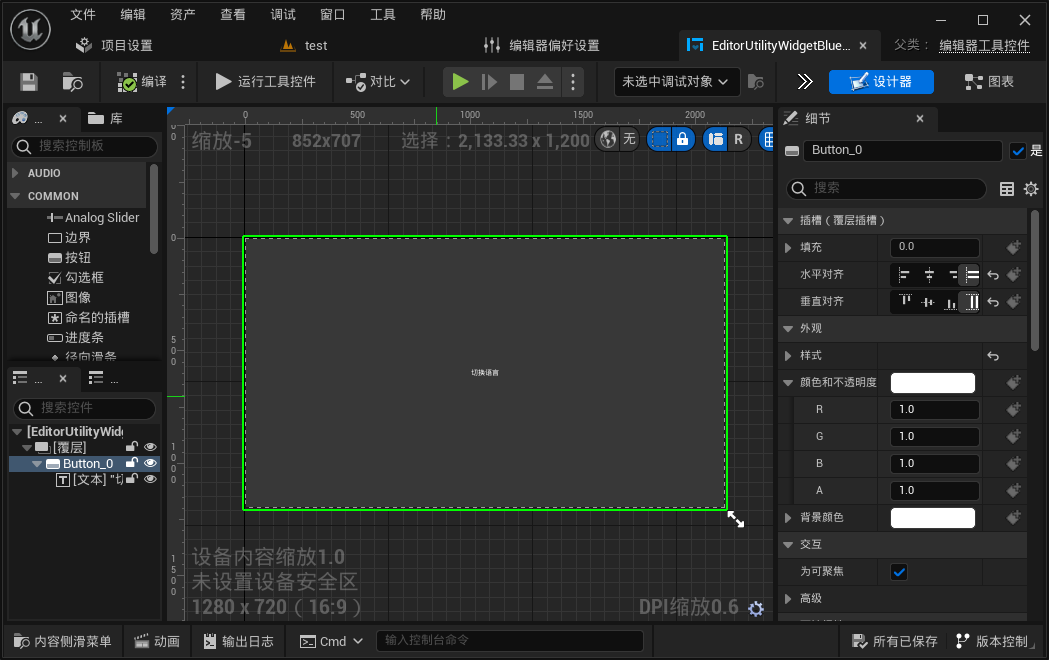 文件 编辑 资产 查看 调试 窗口 工具 帮助
项目设置 test 编辑器偏好设置 EditorUtilityWidgetBlue... 父类： 编辑器工具控件
编译 运行工具控件 对比 未选中调试对象 设计器 图表
... 库
搜索控制板
AUDIO
COMMON
Analog Slider
边界
按钮
勾选框
图像
命名的插槽
进度条
径向滑条
... ...
搜索控件
[EditorUtilityWid
[覆层]
Button_0
[文本] "切
0 500 1000 1500 2000
缩放-5 852x707 选择：2,133.33 x 1,200 无 R
0
0
500
1000
1500
切换语言
设备内容缩放1.0
未设置设备安全区
1280 x 720（16:9）
DPI缩放0.6
细节
Button_0 是
搜索
插槽（覆层插槽）
填充 0.0
水平对齐
垂直对齐
外观
样式
颜色和不透明度
R 1.0
G 1.0
B 1.0
A 1.0
背景颜色
交互
为可聚焦
高级
内容侧滑菜单 动画 输出日志 Cmd 输入控制台命令 所有已保存 版本控制